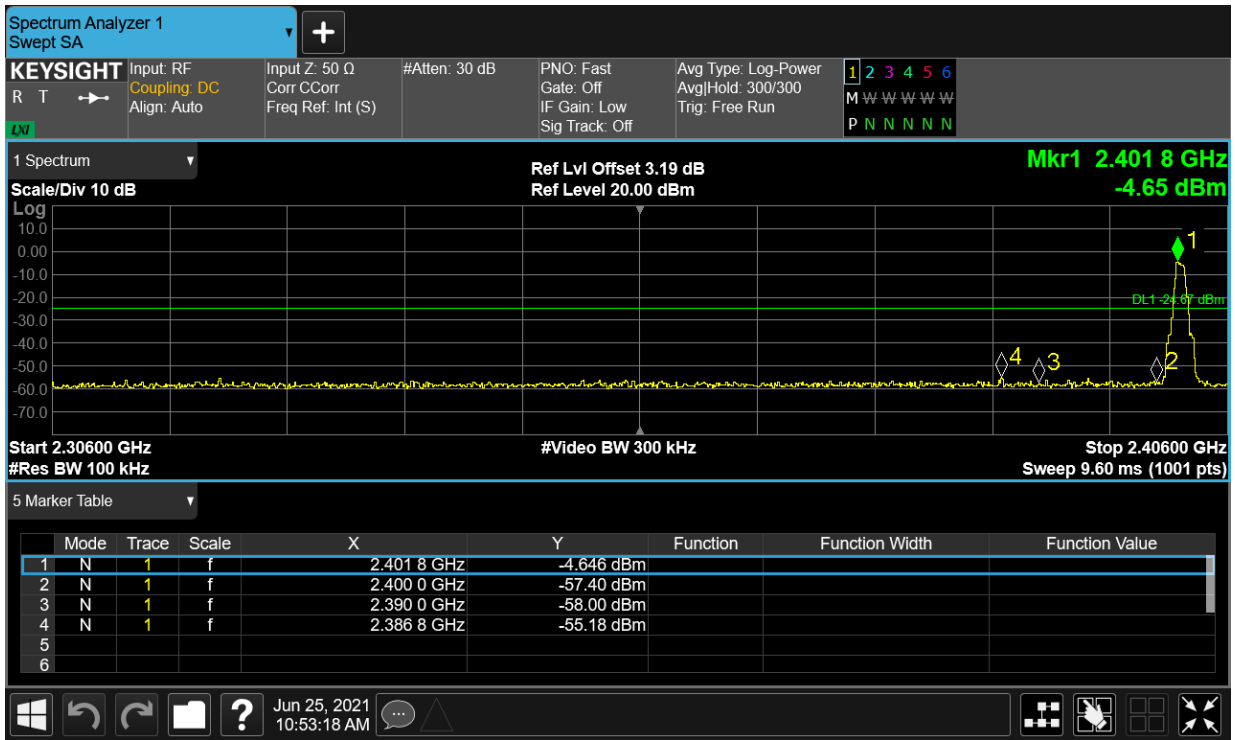 Spectrum Analyzer 1
Swept SA
KEYSIGHT
R T
LXI
Input: RF
Coupling: DC
Align: Auto
Input Z: 50 Ω
Corr CCorr
Freq Ref: Int (S)
#Atten: 30 dB
PNO: Fast
Gate: Off
IF Gain: Low
Sig Track: Off
Avg Type: Log-Power
Avg|Hold: 300/300
Trig: Free Run
1 2 3 4 5 6
M W W W W W
P N N N N N
1 Spectrum
Scale/Div 10 dB
Ref Lvl Offset 3.19 dB
Ref Level 20.00 dBm
Mkr1 2.401 8 GHz
-4.65 dBm
Log
10.0
0.00
-10.0
-20.0
-30.0
-40.0
-50.0
-60.0
-70.0
1
DL1 -24.67 dBm
4
3
2
Start 2.30600 GHz
#Video BW 300 kHz
Stop 2.40600 GHz
#Res BW 100 kHz
Sweep 9.60 ms (1001 pts)
5 Marker Table
Mode Trace Scale X Y Function Function Width Function Value
1 N 1 f 2.401 8 GHz -4.646 dBm
2 N 1 f 2.400 0 GHz -57.40 dBm
3 N 1 f 2.390 0 GHz -58.00 dBm
4 N 1 f 2.386 8 GHz -55.18 dBm
5
6
?
Jun 25, 2021
10:53:18 AM